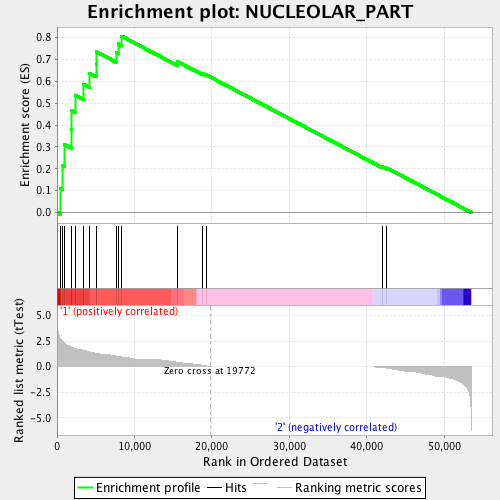 Enrichment plot: NUCLEOLAR_PART
Enrichment score (ES)
0.8
0.7
0.6
0.5
0.4
0.3
0.2
0.1
0.0
'1' (positively correlated)
Ranked list metric (tTest)
5.0
2.5
0.0
-2.5
-5.0
Zero cross at 19772
'2' (negatively correlated)
0 10,000 20,000 30,000 40,000 50,000
Rank in Ordered Dataset
Enrichment profile Hits Ranking metric scores